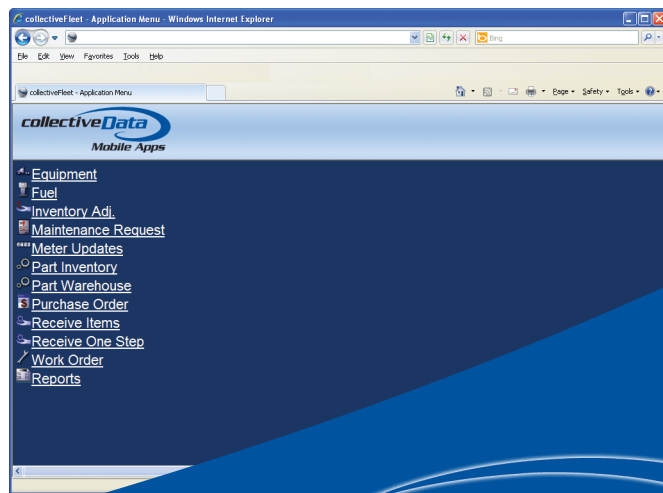 collectiveFleet - Application Menu - Windows Internet Explorer
Bing
File Edit View Favorites Tools Help
collectiveFleet - Application Menu
Page Safety Tools
collectiveData
Mobile Apps
Equipment
Fuel
Inventory Adj.
Maintenance Request
Meter Updates
Part Inventory
Part Warehouse
Purchase Order
Receive Items
Receive One Step
Work Order
Reports